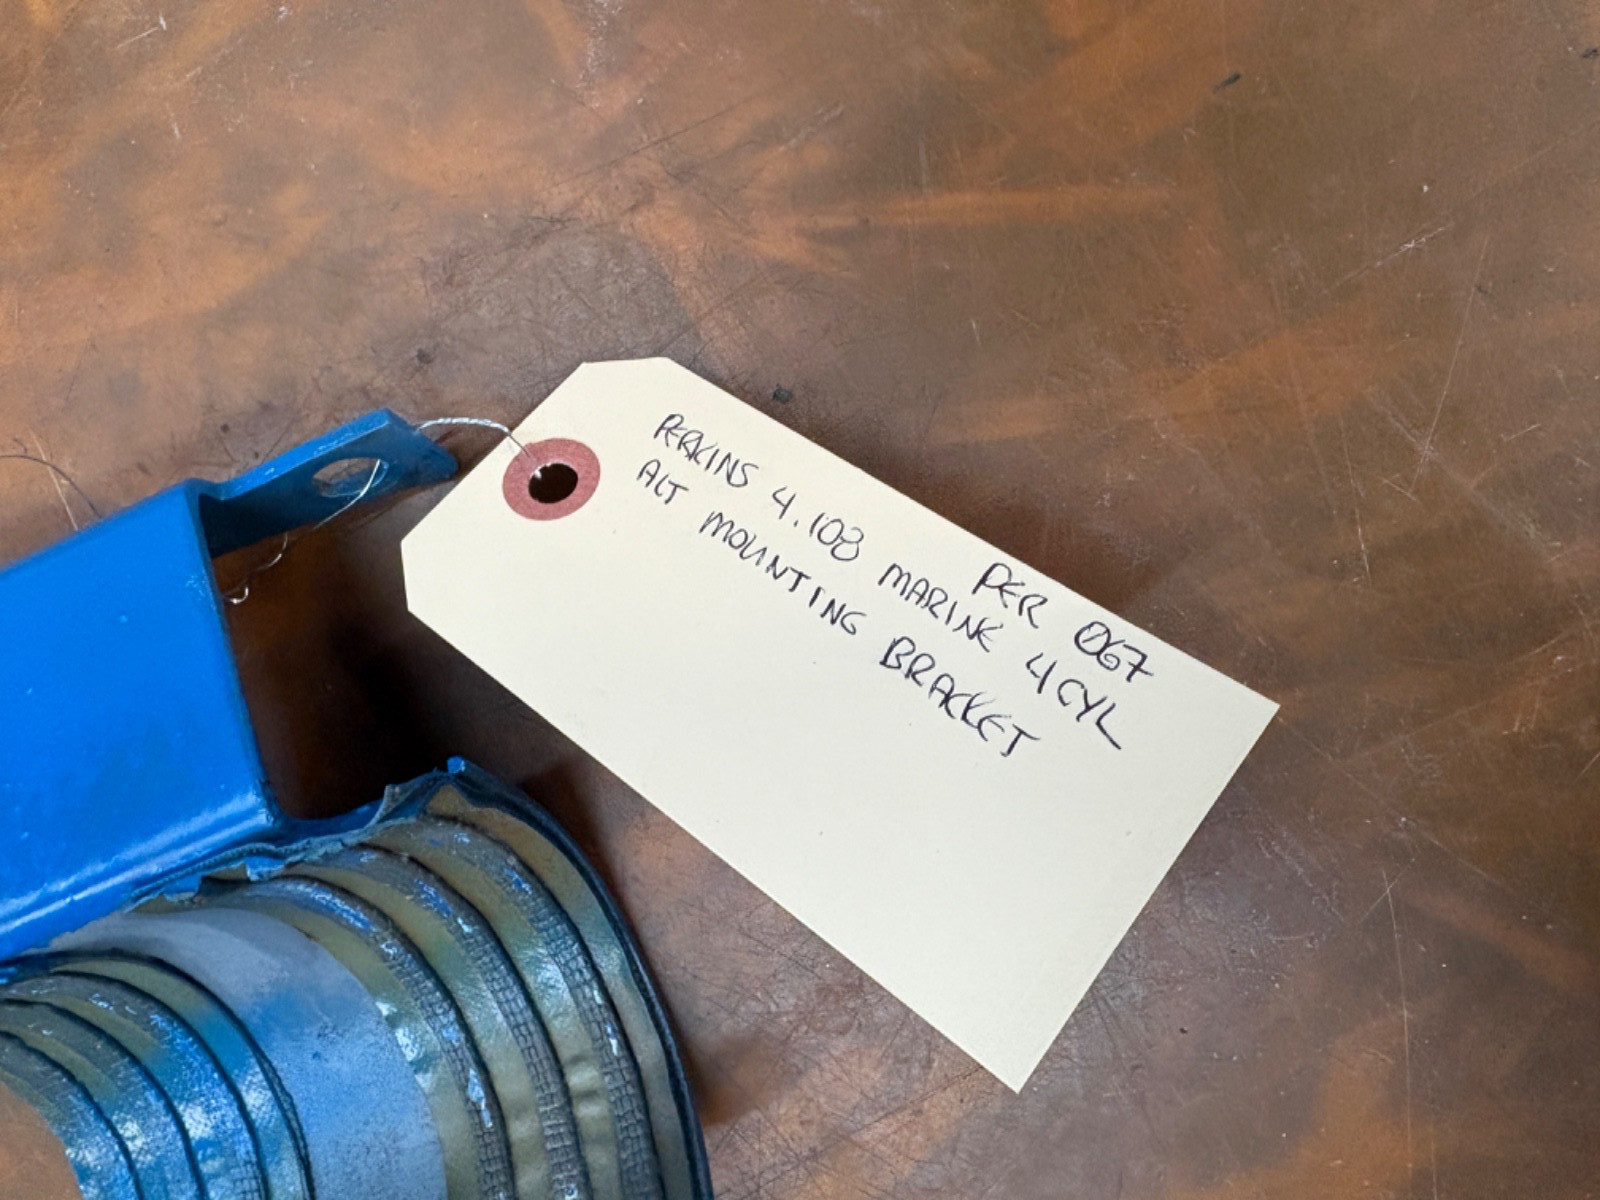 PER 067
PERKINS 4.108 MARINE 4CYL
ALT MOUNTING BRACKET